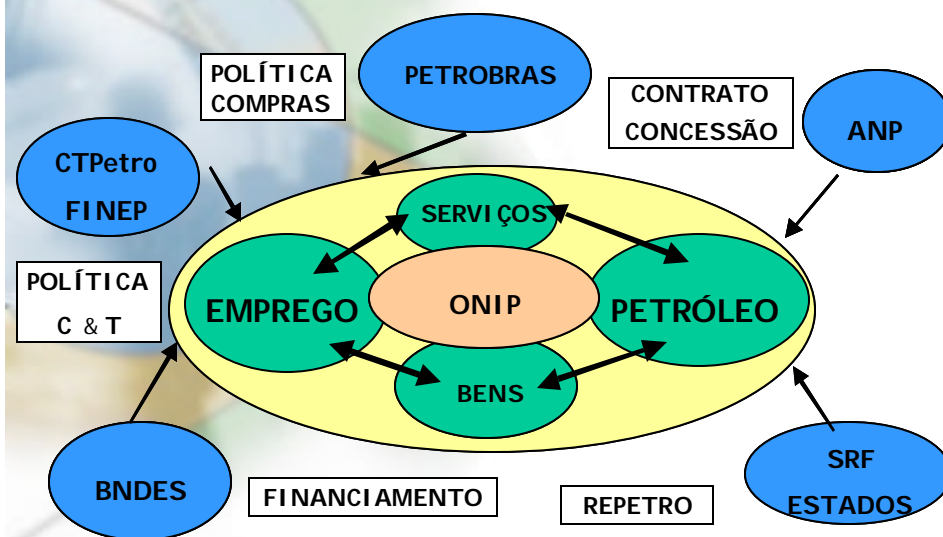 POLÍTICA
COMPRAS
PETROBRAS
CONTRATO
CONCESSÃO
ANP
CTPetro
FINEP
SERVIÇOS
POLÍTICA
C & T
EMPREGO
ONIP
PETRÓLEO
BENS
BNDES
FINANCIAMENTO
REPETRO
SRF
ESTADOS